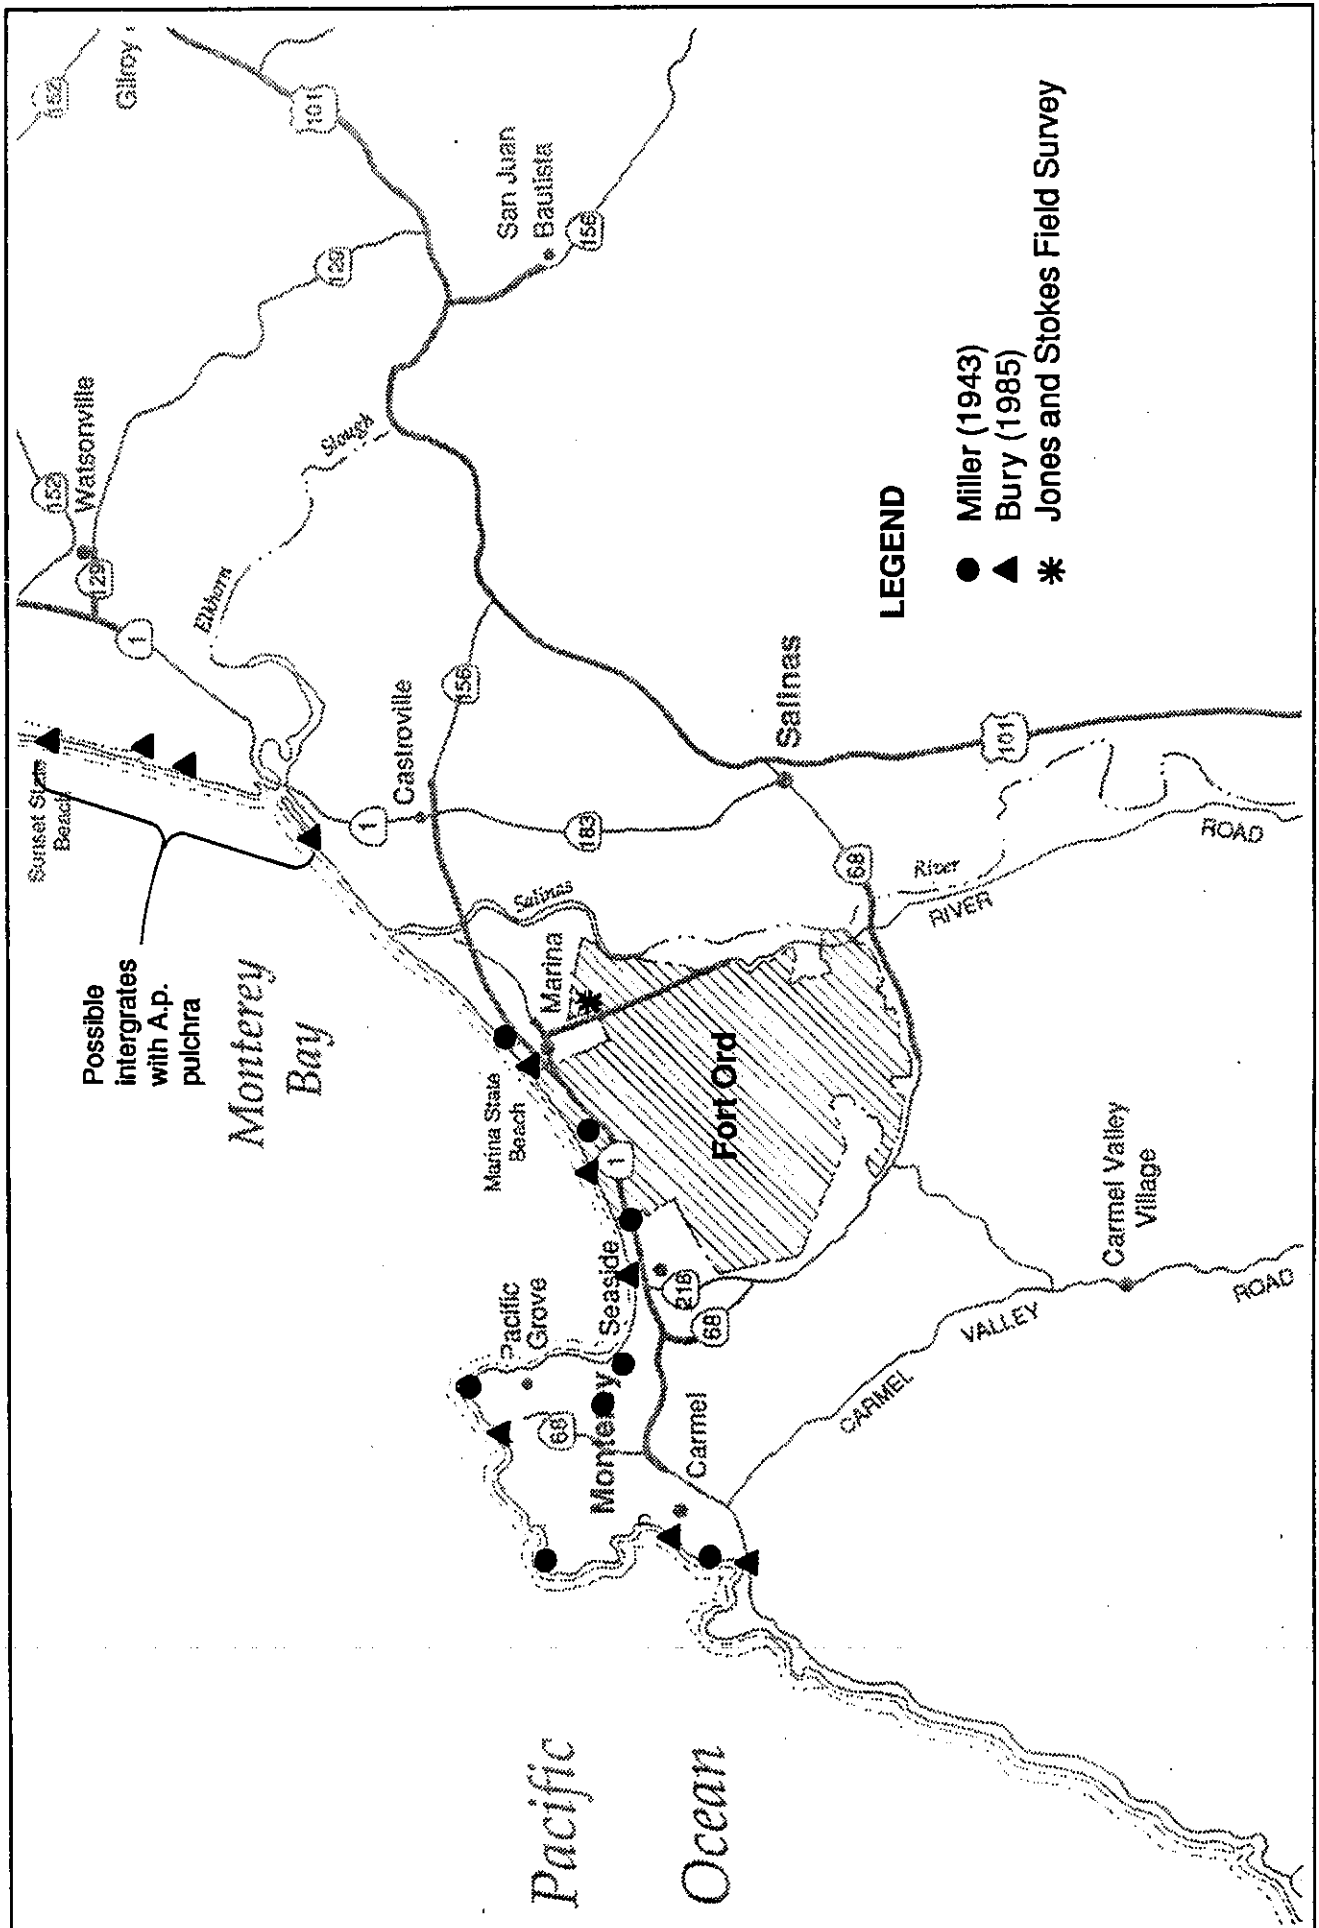 152
Gilroy
101
129
San Juan
Bautista
156
152
Watsonville
129
1
Elkhorn
Slough
Sunset State
Beach
Possible
intergrates
with A.p.
pulchra
Monterey
Bay
1
Castroville
156
183
Salinas
101
Salinas
River
68
RIVER
ROAD
Marina
Marina State
Beach
1
Fort Ord
Seaside
218
68
Pacific
Grove
68
Monterey
Carmel
CARMEL
VALLEY
ROAD
Carmel Valley
Village
Pacific
Ocean
LEGEND
Miller (1943)
Bury (1985)
Jones and Stokes Field Survey